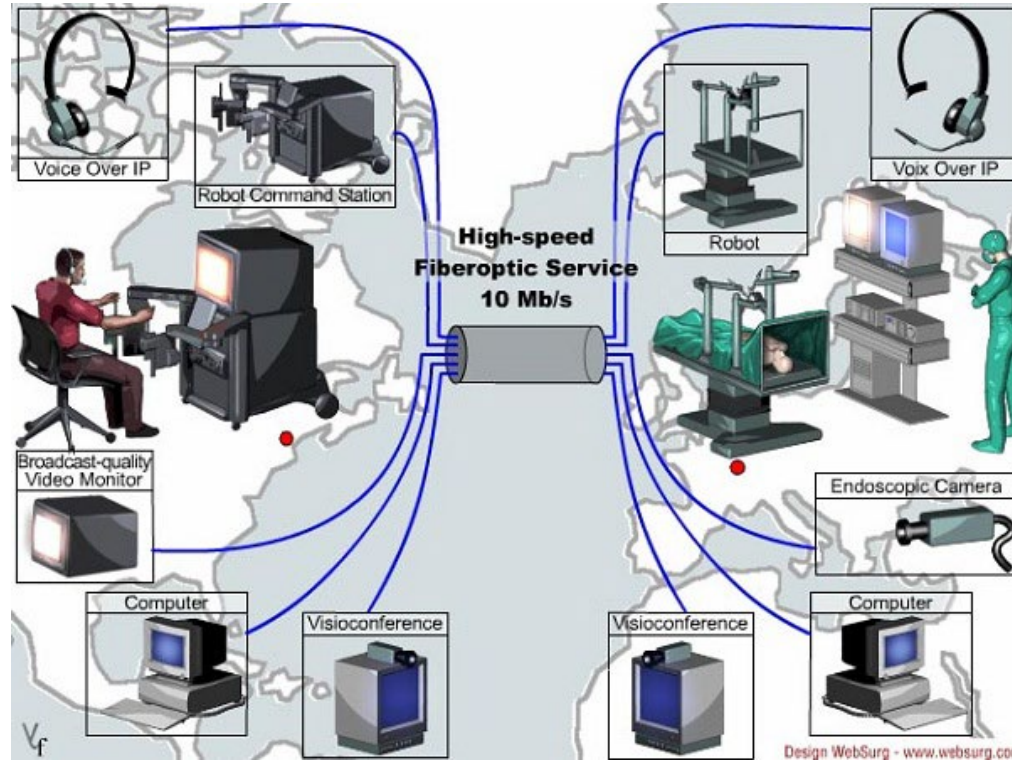 Voice Over IP
Robot Command Station
Robot
Voix Over IP
High-speed
Fiberoptic Service
10 Mb/s
Broadcast-quality
Video Monitor
Endoscopic Camera
Computer
Visioconference
Visioconference
Computer
Vf
Design WebSurg - www.websurg.co